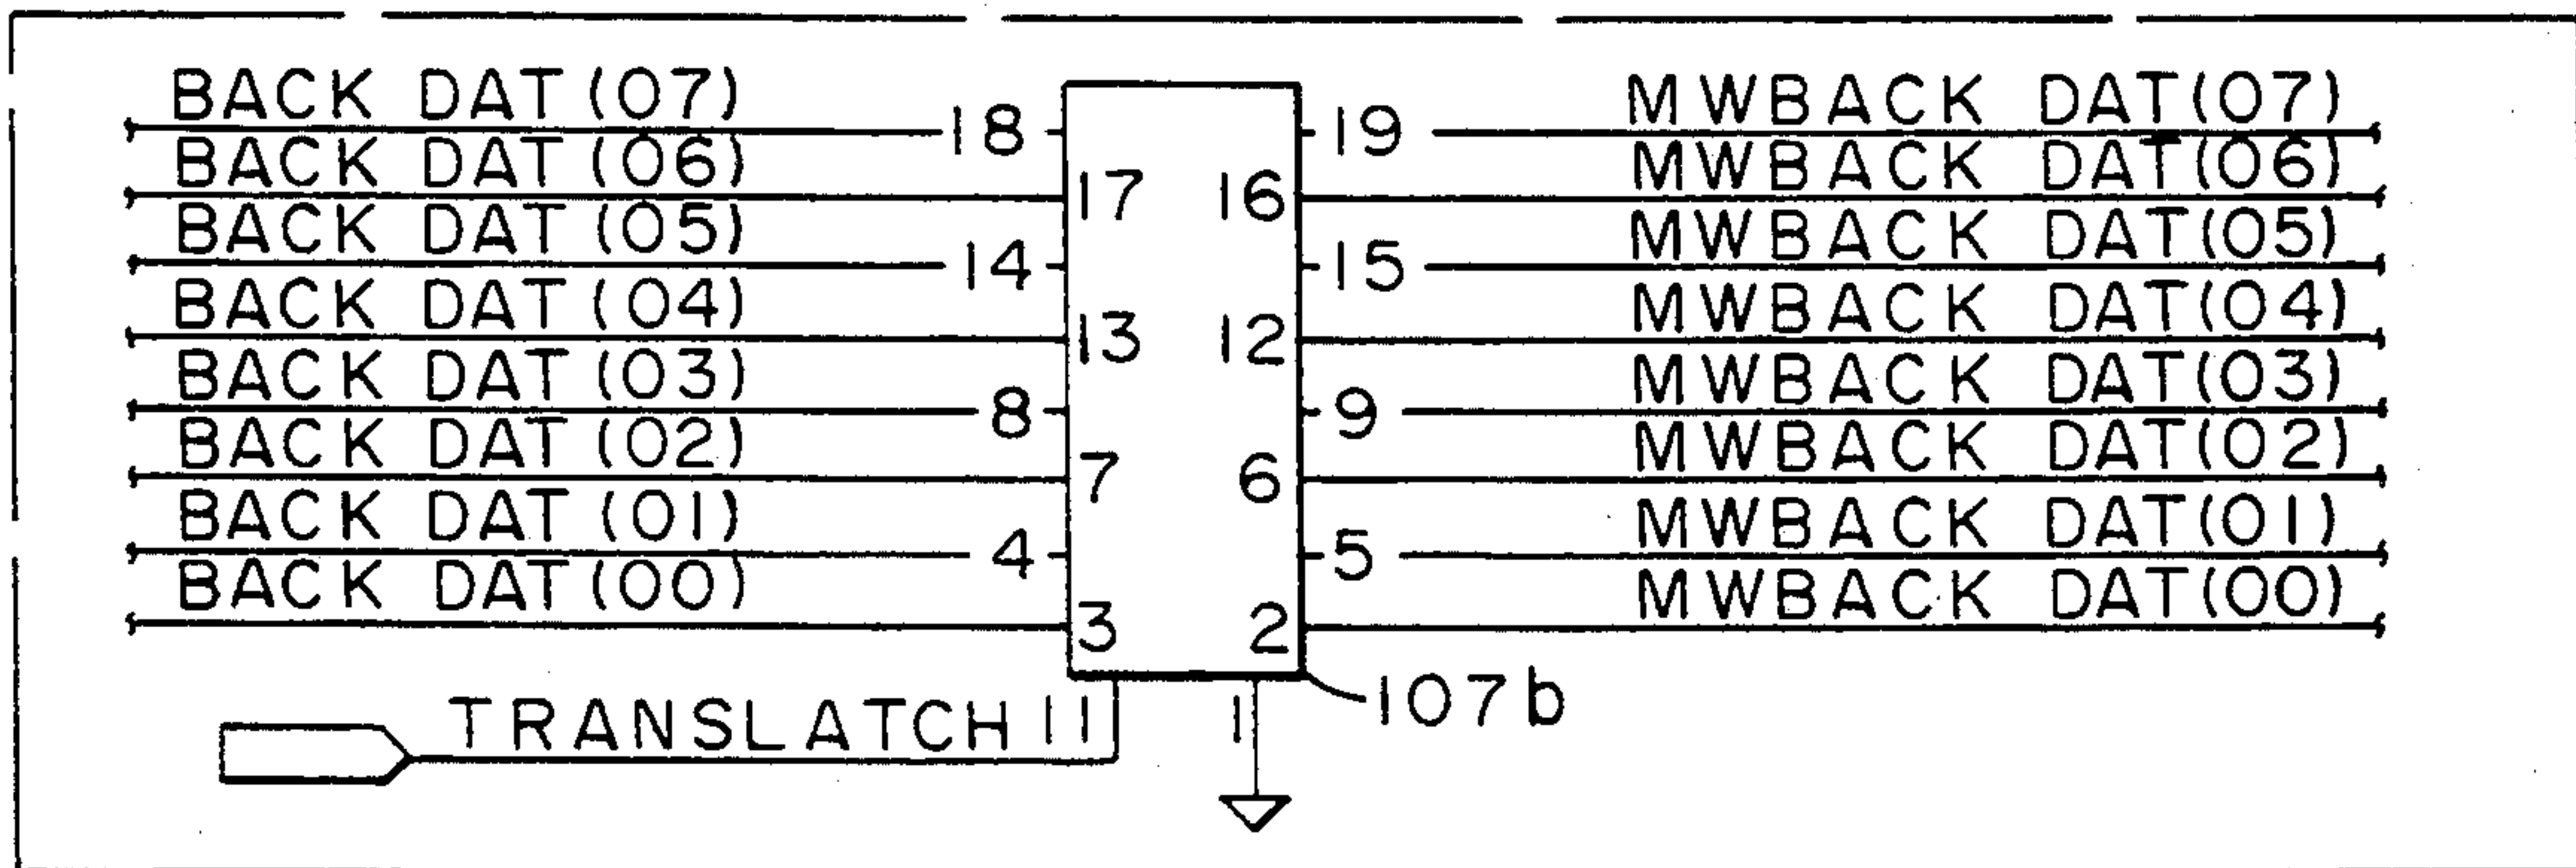 BACK DAT(07) 18 19 MWBACK DAT(07)
BACK DAT(06) 17 16 MWBACK DAT(06)
BACK DAT(05) 14 15 MWBACK DAT(05)
BACK DAT(04) 13 12 MWBACK DAT(04)
BACK DAT(03) 8 9 MWBACK DAT(03)
BACK DAT(02) 7 6 MWBACK DAT(02)
BACK DAT(01) 4 5 MWBACK DAT(01)
BACK DAT(00) 3 2 MWBACK DAT(00)
TRANSLATCH 11 1 107b